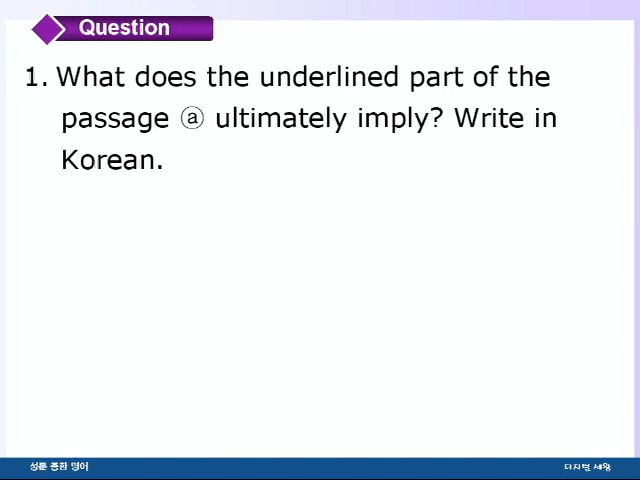 Question
1. What does the underlined part of the
passage ⓐ ultimately imply? Write in
Korean.
성문 종합 영어
디지털 세왕